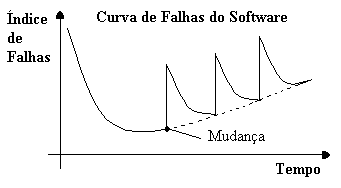 Índice
de
Falhas
Curva de Falhas do Software
Mudança
Tempo